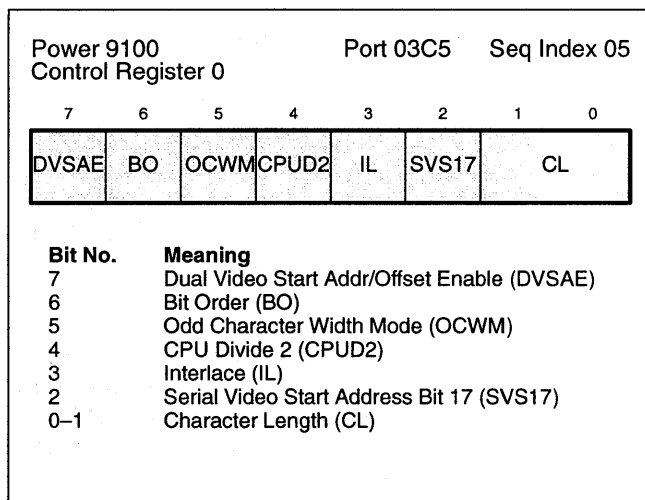 Power 9100 Port 03C5 Seq Index 05
Control Register 0
7 6 5 4 3 2 1 0
DVSAE BO OCWM CPUD2 IL SVS17 CL
Bit No. Meaning
7 Dual Video Start Addr/Offset Enable (DVSAE)
6 Bit Order (BO)
5 Odd Character Width Mode (OCWM)
4 CPU Divide 2 (CPUD2)
3 Interlace (IL)
2 Serial Video Start Address Bit 17 (SVS17)
0–1 Character Length (CL)